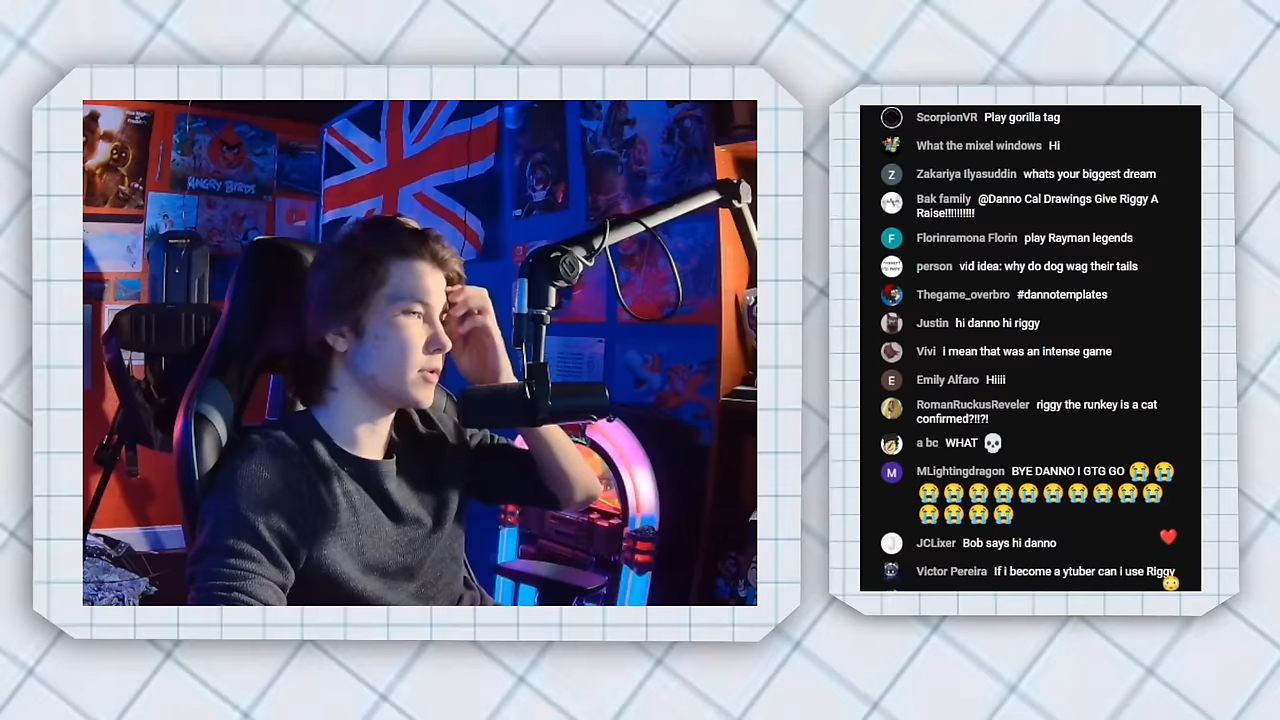 ANGRY BIRDS
ScorpionVR Play gorilla tag
What the mixel windows Hi
Z
Zakariya Ilyasuddin whats your biggest dream
Bak family @Danno Cal Drawings Give Riggy A
Raise!!!!!!!!!!
F
Florinramona Florin play Rayman legends
person vid idea: why do dog wag their tails
Thegame_overbro #dannotemplates
Justin hi danno hi riggy
Vivi i mean that was an intense game
E
Emily Alfaro Hiiii
RomanRuckusReveler riggy the runkey is a cat
confirmed?!!?!
a bc WHAT 💀
M
MLightingdragon BYE DANNO I GTG GO 😭😭
😭😭😭😭😭😭😭😭😭😭
😭😭😭😭
J
JCLixer Bob says hi danno
Victor Pereira If i become a ytuber can i use Riggy